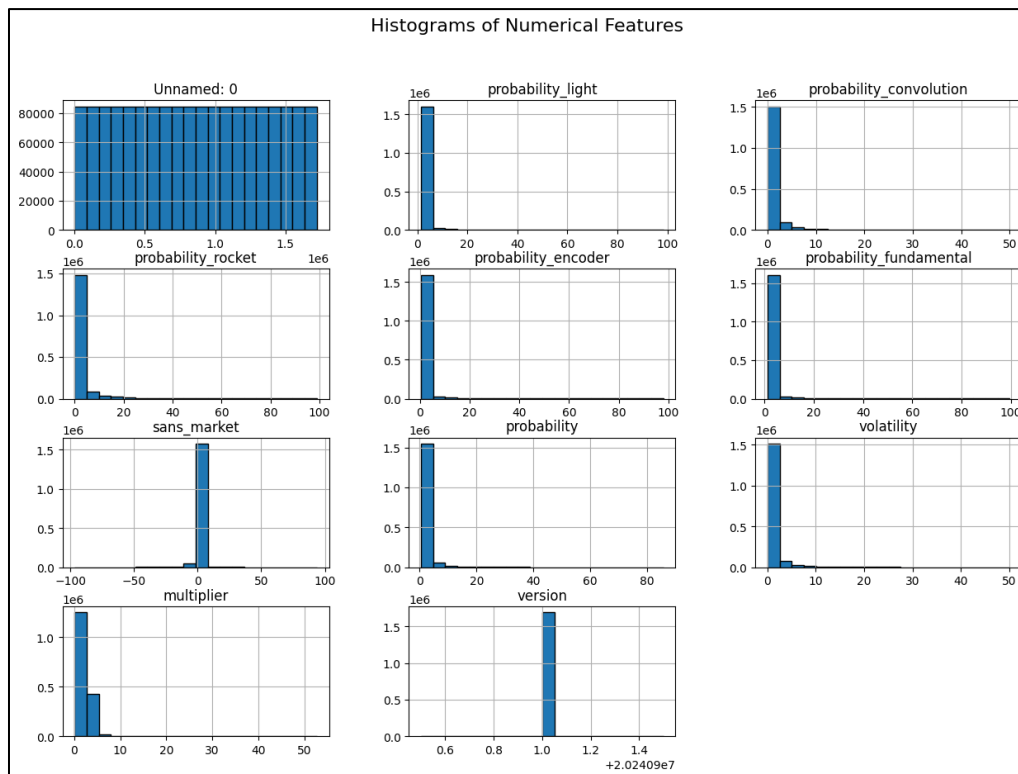 Histograms of Numerical Features
Unnamed: 0
80000
60000
40000
20000
0
0.0 0.5 1.0 1.5
1e6
probability_light
1e6
1.5
1.0
0.5
0.0
0 20 40 60 80 100
probability_convolution
1e6
1.5
1.0
0.5
0.0
0 10 20 30 40 50
probability_rocket
1e6
1.5
1.0
0.5
0.0
0 20 40 60 80 100
probability_encoder
1e6
1.5
1.0
0.5
0.0
0 20 40 60 80 100
probability_fundamental
1e6
1.5
1.0
0.5
0.0
0 20 40 60 80 100
sans_market
1e6
1.5
1.0
0.5
0.0
−100 −50 0 50 100
probability
1e6
1.5
1.0
0.5
0.0
0 20 40 60 80
volatility
1e6
1.5
1.0
0.5
0.0
0 10 20 30 40 50
multiplier
1e6
1.0
0.5
0.0
0 10 20 30 40 50
version
1e6
1.5
1.0
0.5
0.0
0.6 0.8 1.0 1.2 1.4
+2.02409e7